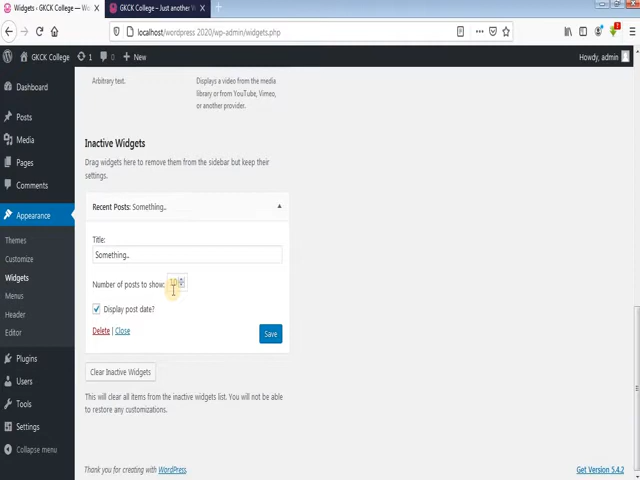 Widgets ‹ GKCK College — Wo
GKCK College – Just another W
localhost/wordpress 2020/wp-admin/widgets.php
GKCK College
1
0
New
Howdy, admin
Dashboard
Posts
Media
Pages
Comments
Appearance
Themes
Customize
Widgets
Menus
Header
Editor
Plugins
Users
Tools
Settings
Collapse menu
Arbitrary text.
Displays a video from the media
library or from YouTube, Vimeo,
or another provider.
Inactive Widgets
Drag widgets here to remove them from the sidebar but keep their
settings.
Recent Posts: Something..
Title:
Something..
Number of posts to show: 10
Display post date?
Delete | Close
Save
Clear Inactive Widgets
This will clear all items from the inactive widgets list. You will not be able
to restore any customizations.
Thank you for creating with WordPress.
Get Version 5.4.2